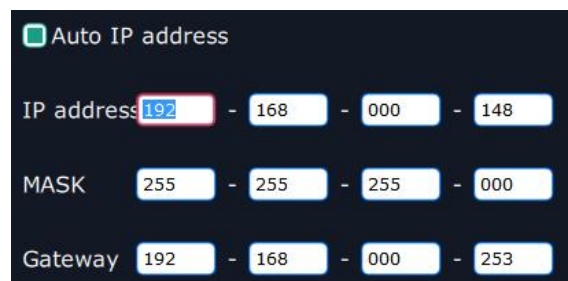 Auto IP address
IP address 192 - 168 - 000 - 148
MASK 255 - 255 - 255 - 000
Gateway 192 - 168 - 000 - 253